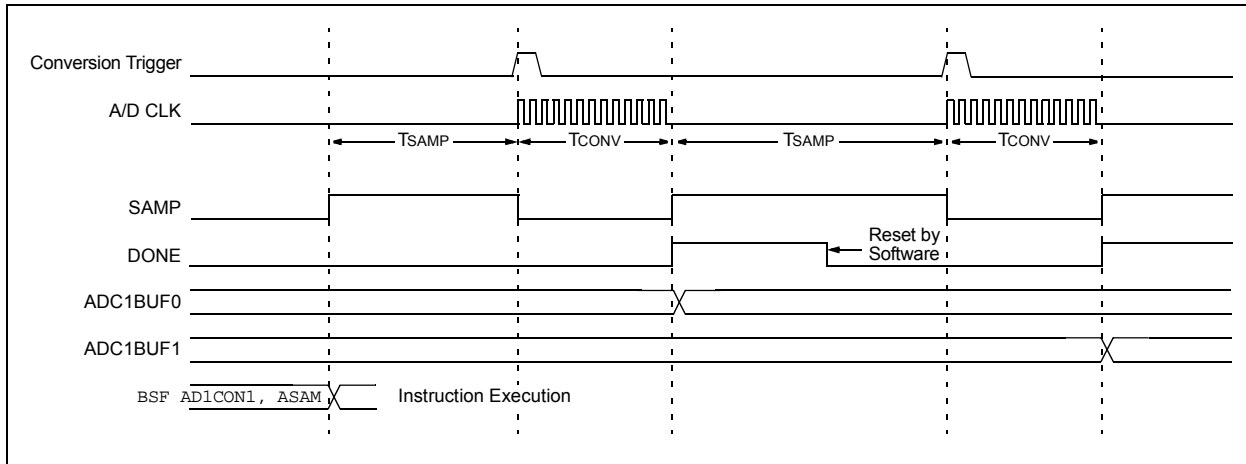 Conversion Trigger
A/D CLK
TSAMP
TCONV
TSAMP
TCONV
SAMP
DONE
Reset by
Software
ADC1BUF0
ADC1BUF1
BSF AD1CON1, ASAM
Instruction Execution